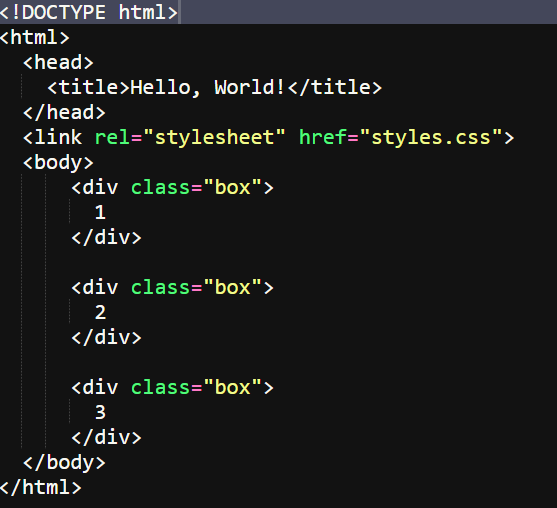 <!DOCTYPE html>
<html>
  <head>
    <title>Hello, World!</title>
  </head>
  <link rel="stylesheet" href="styles.css">
  <body>
      <div class="box">
        1
      </div>

      <div class="box">
        2
      </div>

      <div class="box">
        3
      </div>
  </body>
</html>